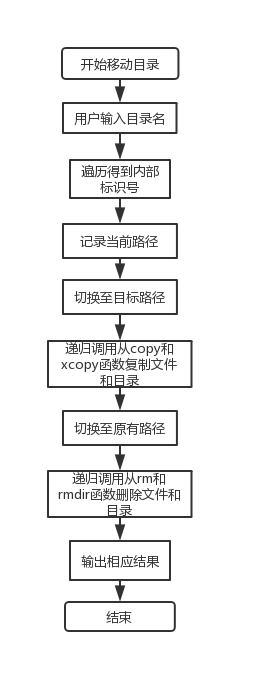 开始移动目录
用户输入目录名
遍历得到内部
标识号
记录当前路径
切换至目标路径
递归调用从copy和
xcopy函数复制文件
和目录
切换至原有路径
递归调用从rm和
rmdir函数删除文件和
目录
输出相应结果
结束